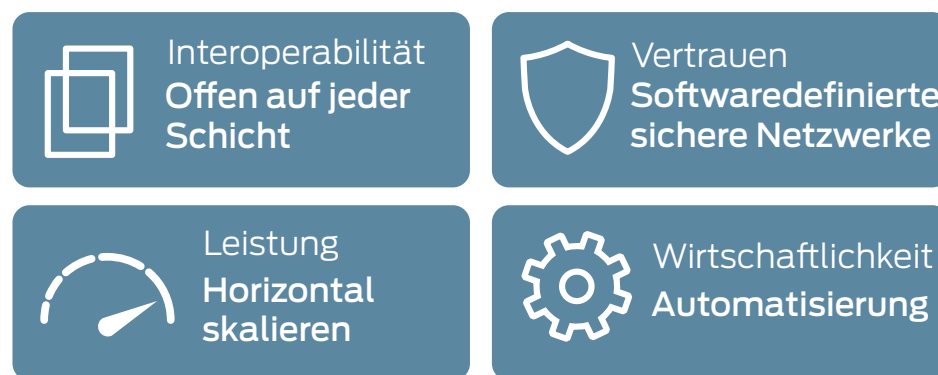 Interoperabilität
Offen auf jeder
Schicht
Vertrauen
Softwaredefinierte
sichere Netzwerke
Leistung
Horizontal
skalieren
Wirtschaftlichkeit
Automatisierung